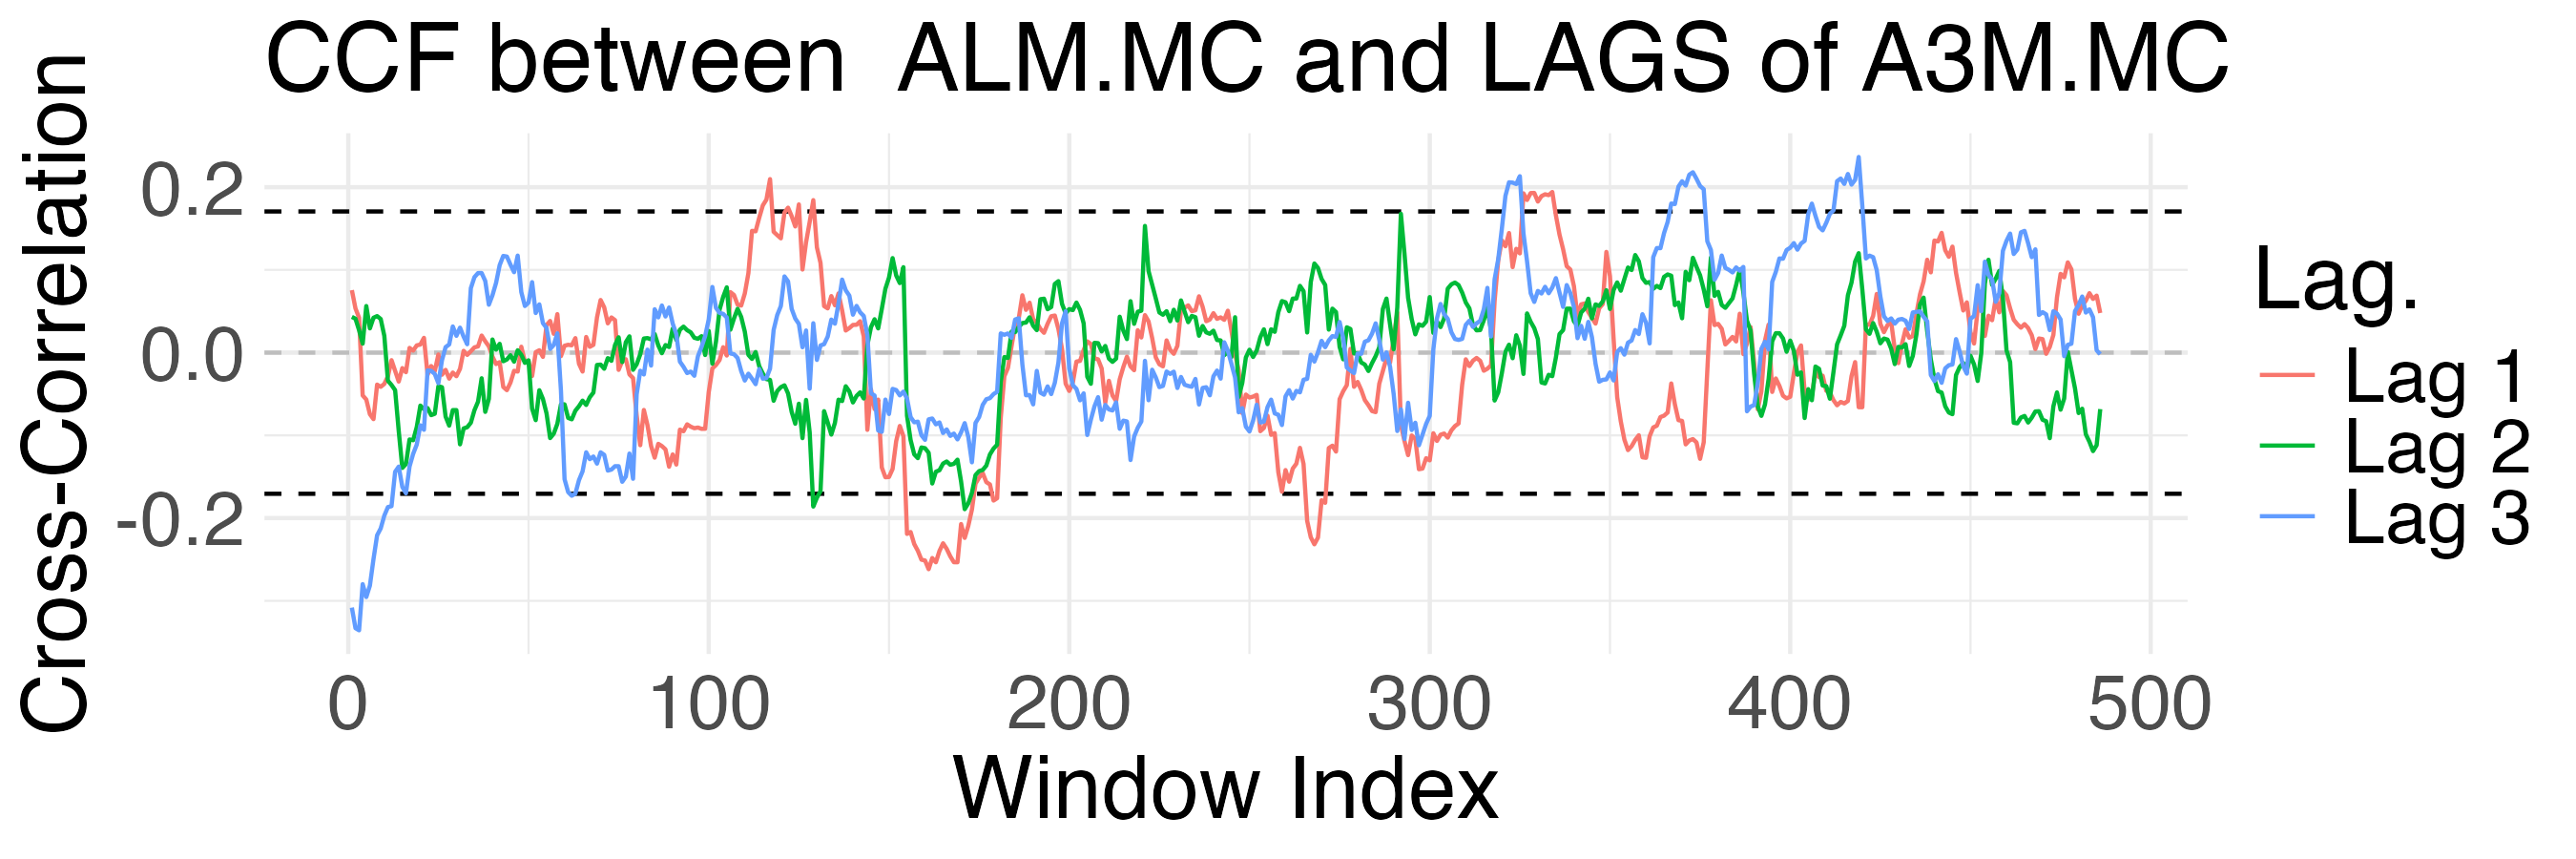 CCF between  ALM.MC and LAGS of A3M.MC
Cross-Correlation
0.2
0.0
-0.2
0 100 200 300 400 500
Window Index
Lag.
Lag 1
Lag 2
Lag 3